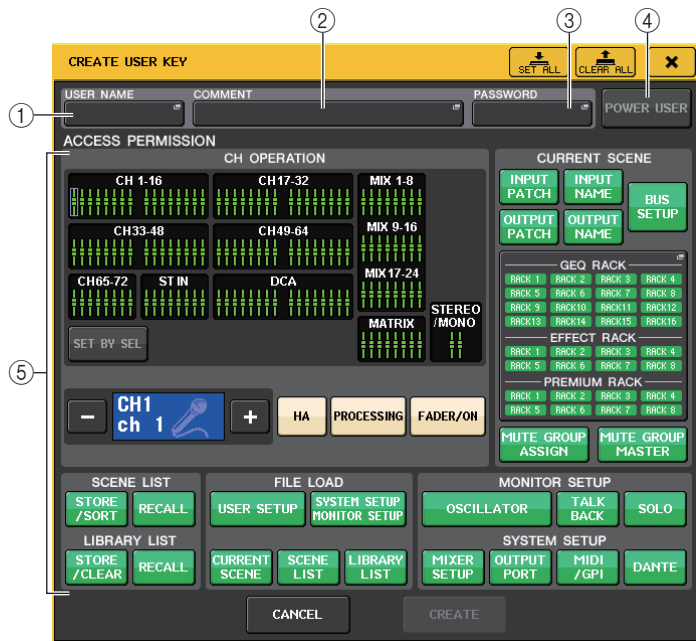 ① ② ③ ④
CREATE USER KEY
SET ALL
CLEAR ALL
USER NAME
COMMENT
PASSWORD
POWER USER
ACCESS PERMISSION
CH OPERATION
CH 1-16
CH17-32
MIX 1-8
CH33-48
CH49-64
MIX 9-16
CH65-72
ST IN
DCA
MIX17-24
MATRIX
STEREO
/MONO
SET BY SEL
⑤
−
CH1
ch 1
+
HA
PROCESSING
FADER/ON
CURRENT SCENE
INPUT
PATCH
INPUT
NAME
BUS
SETUP
OUTPUT
PATCH
OUTPUT
NAME
GEQ RACK
RACK 1 RACK 2 RACK 3 RACK 4
RACK 5 RACK 6 RACK 7 RACK 8
RACK 9 RACK10 RACK11 RACK12
RACK13 RACK14 RACK15 RACK16
EFFECT RACK
RACK 1 RACK 2 RACK 3 RACK 4
RACK 5 RACK 6 RACK 7 RACK 8
PREMIUM RACK
RACK 1 RACK 2 RACK 3 RACK 4
RACK 5 RACK 6 RACK 7 RACK 8
MUTE GROUP
ASSIGN
MUTE GROUP
MASTER
SCENE LIST
STORE
/SORT
RECALL
LIBRARY LIST
STORE
/CLEAR
RECALL
FILE LOAD
USER SETUP
SYSTEM SETUP
MONITOR SETUP
CURRENT
SCENE
SCENE
LIST
LIBRARY
LIST
MONITOR SETUP
OSCILLATOR
TALK
BACK
SOLO
SYSTEM SETUP
MIXER
SETUP
OUTPUT
PORT
MIDI
/GPI
DANTE
CANCEL
CREATE